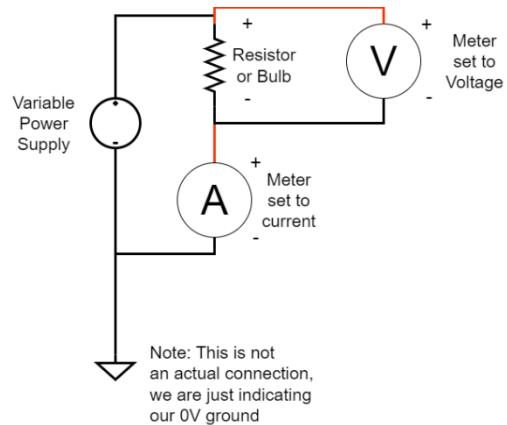 +
+
V
Resistor
or Bulb
Meter
set to
Voltage
-
-
Variable
Power
Supply
+
-
+
A
Meter
set to
current
-
Note: This is not
an actual connection,
we are just indicating
our 0V ground